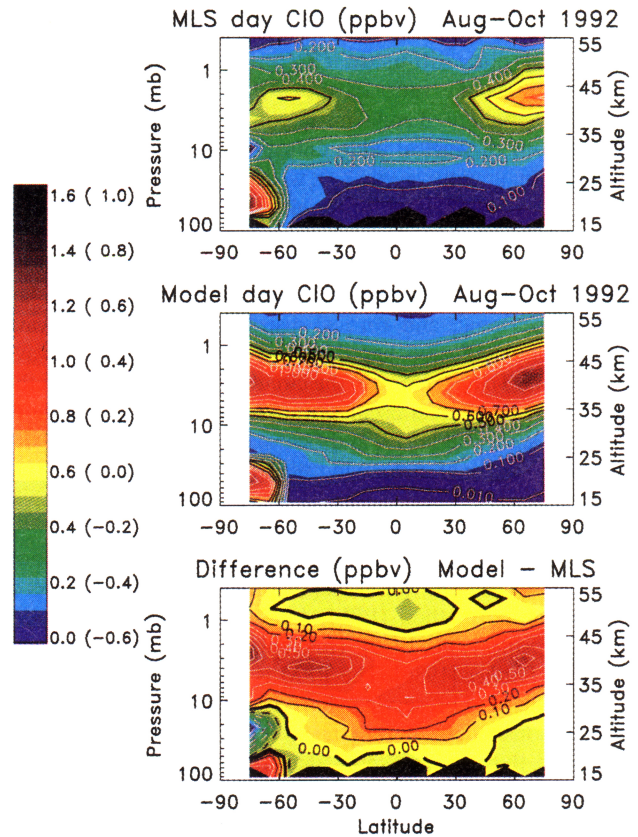 MLS day ClO (ppbv) Aug-Oct 1992
Pressure (mb)
1
10
100
0.200
0.300
0.400
0.400
0.300
0.200
0.200
0.100
55
45
35
25
15
Altitude (km)
-90 -60 -30 0 30 60 90
1.6 ( 1.0)
1.4 ( 0.8)
1.2 ( 0.6)
1.0 ( 0.4)
0.8 ( 0.2)
0.6 ( 0.0)
0.4 (-0.2)
0.2 (-0.4)
0.0 (-0.6)
Model day ClO (ppbv) Aug-Oct 1992
Pressure (mb)
1
10
100
0.200
0.100
0.010
55
45
35
25
15
Altitude (km)
-90 -60 -30 0 30 60 90
Difference (ppbv) Model - MLS
Pressure (mb)
1
10
100
0.10
0.20
0.20
0.10
0.00
0.00
55
45
35
25
15
Altitude (km)
-90 -60 -30 0 30 60 90
Latitude